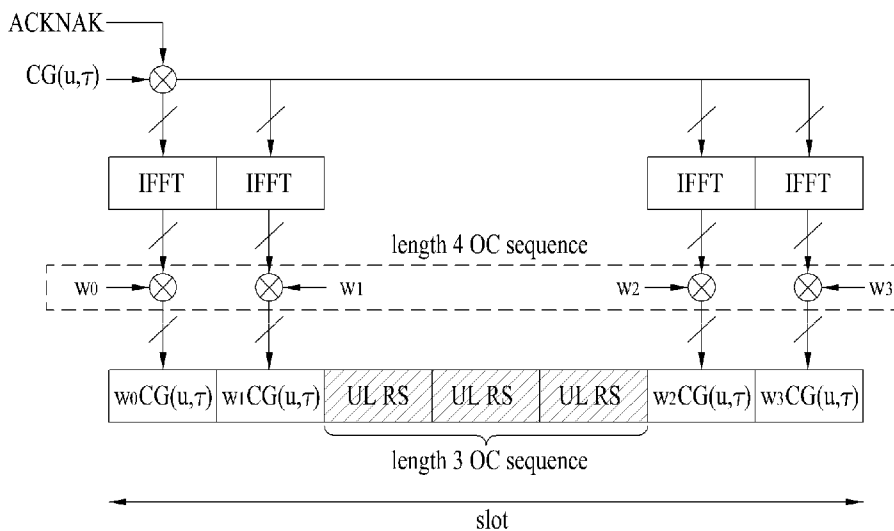 ACKNAK
CG(u,τ)
IFFT IFFT IFFT IFFT
length 4 OC sequence
w0 w1 w2 w3
w0CG(u,τ) w1CG(u,τ) UL RS UL RS UL RS w2CG(u,τ) w3CG(u,τ)
length 3 OC sequence
slot